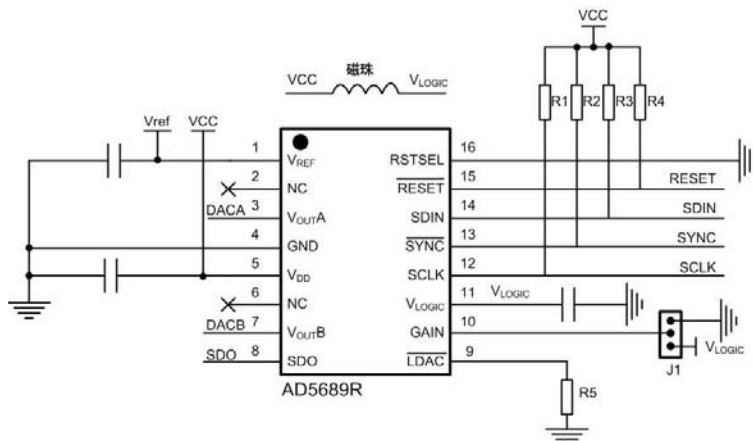 VCC
磁珠
VCC
VLOGIC
R1
R2
R3
R4
Vref
VCC
1
VREF
RSTSEL
16
2
NC
RESET
15
RESET
DACA
3
VOUTA
SDIN
14
SDIN
4
GND
SYNC
13
SYNC
5
VDD
SCLK
12
SCLK
6
NC
VLOGIC
11
VLOGIC
DACB
7
VOUTB
GAIN
10
VLOGIC
SDO
8
SDO
LDAC
9
J1
AD5689R
R5